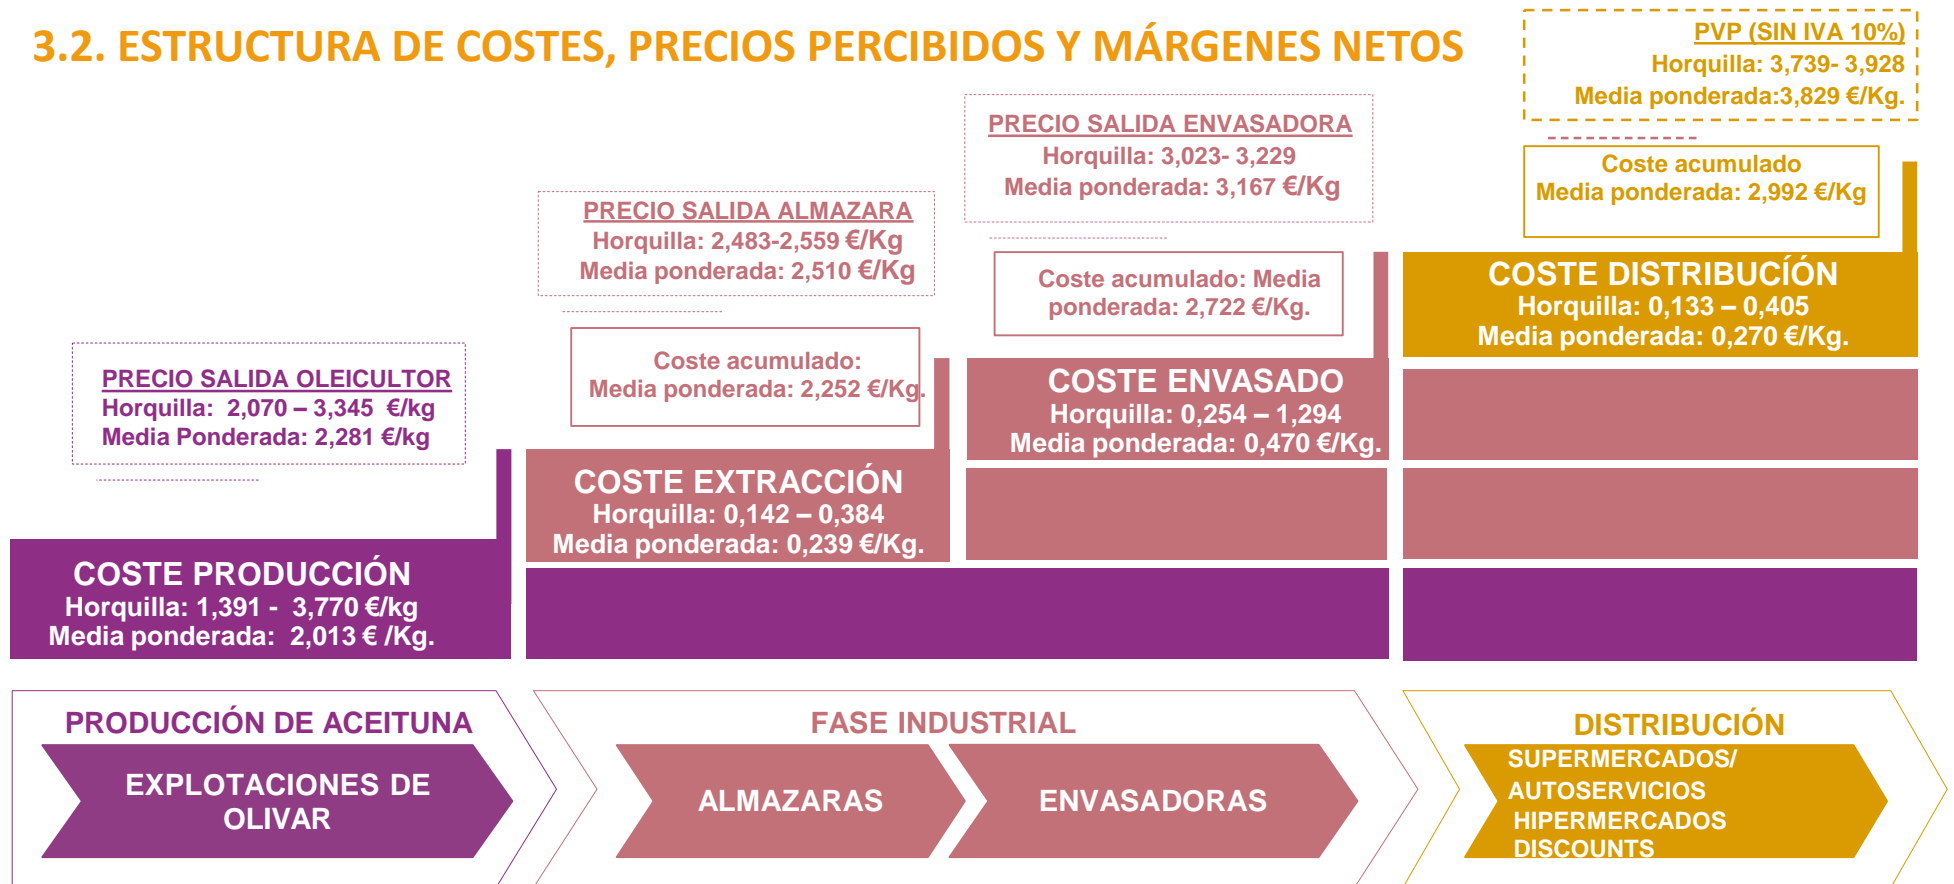 3.2. ESTRUCTURA DE COSTES, PRECIOS PERCIBIDOS Y MÁRGENES NETOS
PVP (SIN IVA 10%)
Horquilla: 3,739- 3,928
Media ponderada:3,829 €/Kg.
Coste acumulado
Media ponderada: 2,992 €/Kg
PRECIO SALIDA ENVASADORA
Horquilla: 3,023- 3,229
Media ponderada: 3,167 €/Kg
PRECIO SALIDA ALMAZARA
Horquilla: 2,483-2,559 €/Kg
Media ponderada: 2,510 €/Kg
Coste acumulado: Media
ponderada: 2,722 €/Kg.
COSTE DISTRIBUCÍÓN
Horquilla: 0,133 – 0,405
Media ponderada: 0,270 €/Kg.
PRECIO SALIDA OLEICULTOR
Horquilla: 2,070 – 3,345 €/kg
Media Ponderada: 2,281 €/kg
Coste acumulado:
Media ponderada: 2,252 €/Kg.
COSTE ENVASADO
Horquilla: 0,254 – 1,294
Media ponderada: 0,470 €/Kg.
COSTE EXTRACCIÓN
Horquilla: 0,142 – 0,384
Media ponderada: 0,239 €/Kg.
COSTE PRODUCCIÓN
Horquilla: 1,391 - 3,770 €/kg
Media ponderada: 2,013 € /Kg.
PRODUCCIÓN DE ACEITUNA
EXPLOTACIONES DE
OLIVAR
FASE INDUSTRIAL
ALMAZARAS
ENVASADORAS
DISTRIBUCIÓN
SUPERMERCADOS/
AUTOSERVICIOS
HIPERMERCADOS
DISCOUNTS